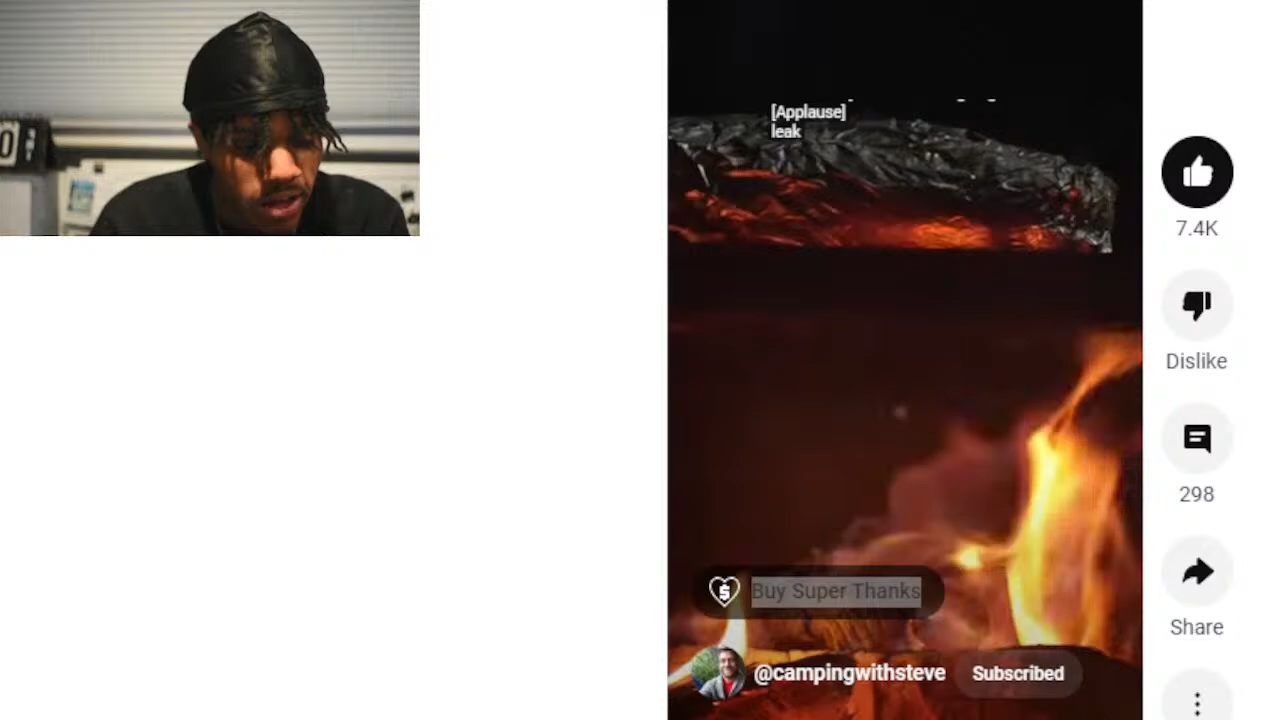 [Applause]
leak
7.4K
Dislike
298
Buy Super Thanks
Share
@campingwithsteve
Subscribed